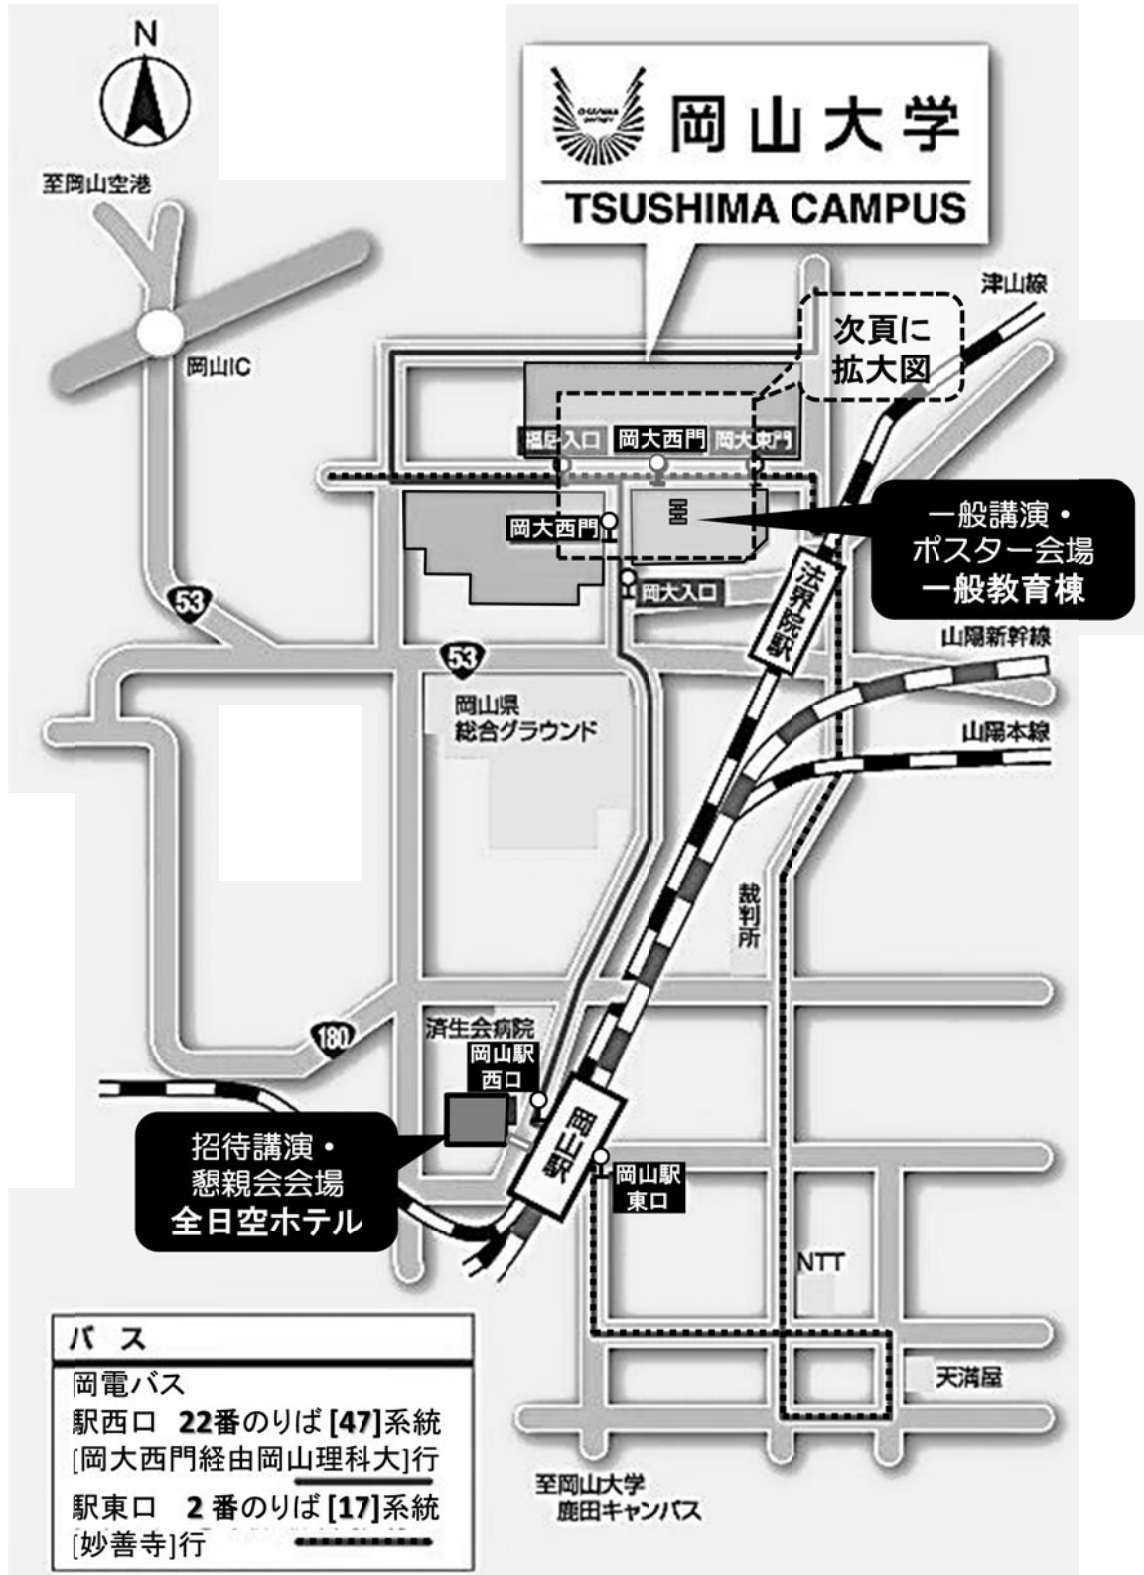 N
至岡山空港
岡山大学
TSUSHIMA CAMPUS
津山線
次頁に
拡大図
岡山IC
福居入口
岡大西門
岡大東門
一般講演・
ポスター会場
一般教育棟
岡大西門
岡大入口
法界院駅
53
53
山陽新幹線
岡山県
総合グラウンド
山陽本線
裁判所
180
済生会病院
岡山駅
西口
招待講演・
懇親会会場
全日空ホテル
岡山駅
岡山駅
東口
NTT
天満屋
バス
岡電バス
駅西口 22番のりば [47]系統
[岡大西門経由岡山理科大]行
駅東口 2番のりば [17]系統
[妙善寺]行
至岡山大学
鹿田キャンパス